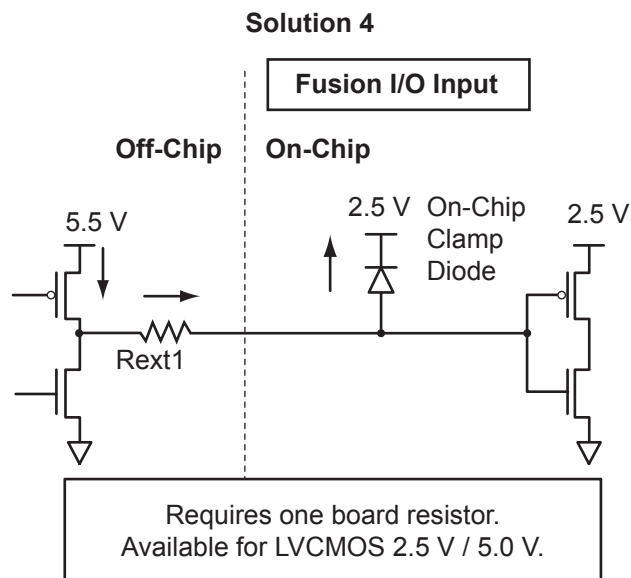 Solution 4
Fusion I/O Input
Off-Chip
On-Chip
5.5 V
2.5 V
On-Chip
Clamp
Diode
2.5 V
Rext1
Requires one board resistor.
Available for LVCMOS 2.5 V / 5.0 V.